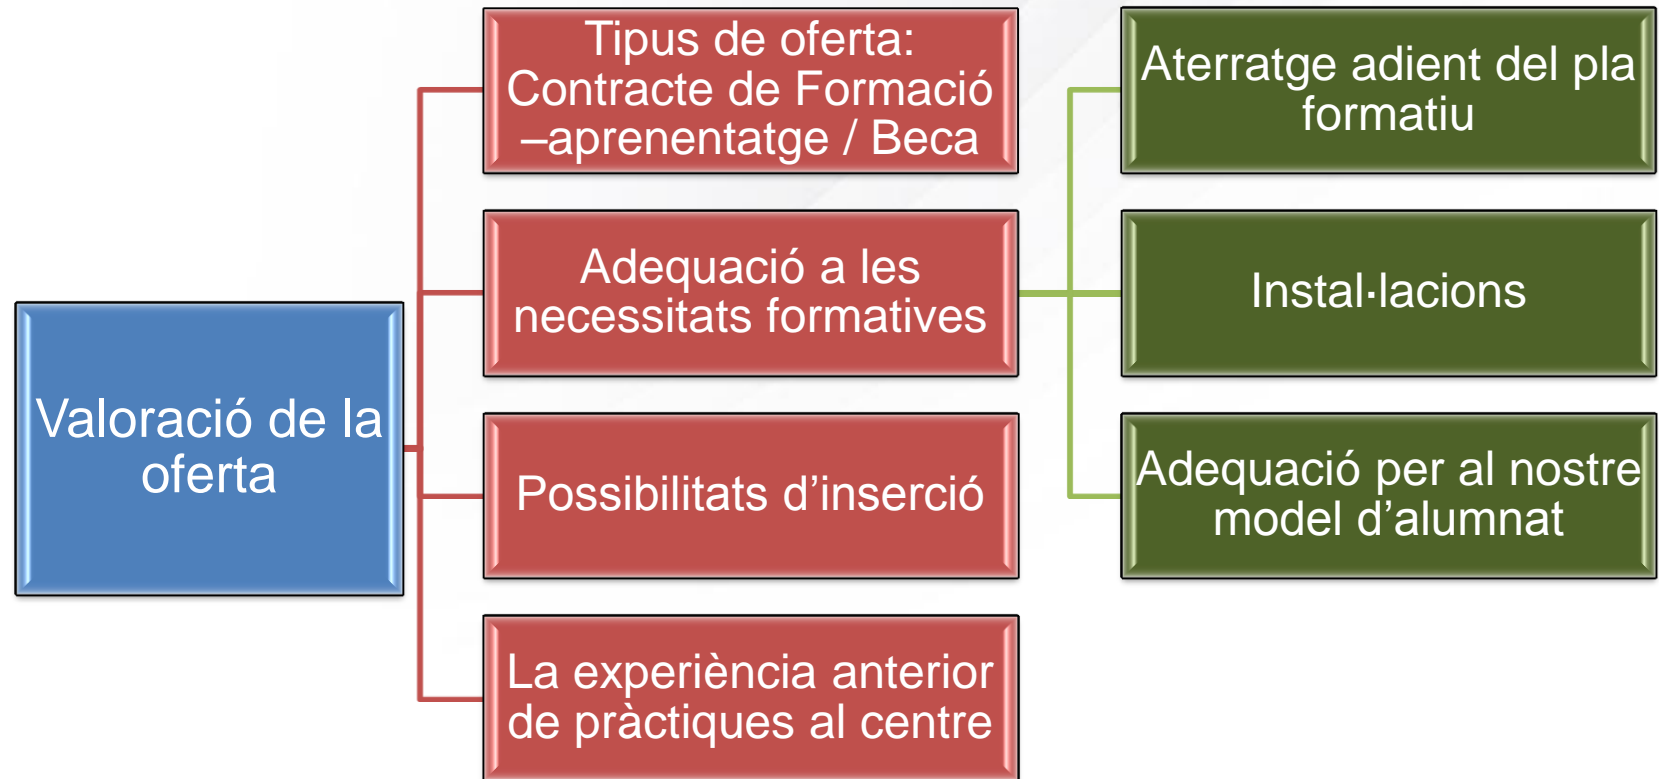 Valoració de la
oferta
Tipus de oferta:
Contracte de Formació
–aprenentatge / Beca
Adequació a les
necessitats formatives
Possibilitats d’inserció
La experiència anterior
de pràctiques al centre
Aterratge adient del pla
formatiu
Instal·lacions
Adequació per al nostre
model d’alumnat